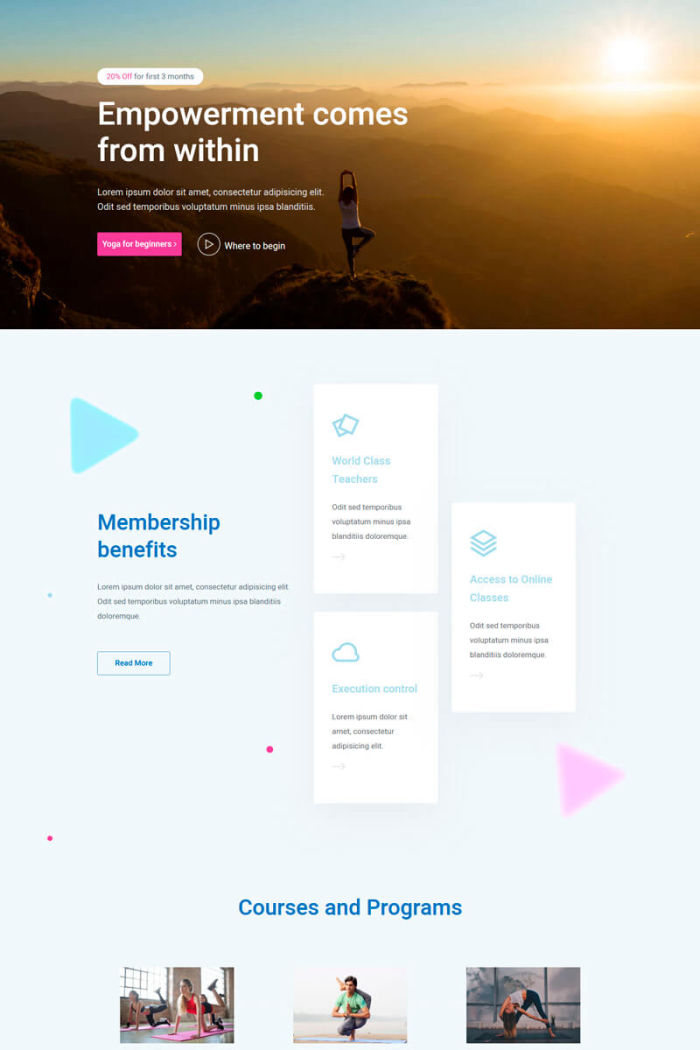 20% Off for first 3 months
Empowerment comes
from within
Lorem ipsum dolor sit amet, consectetur adipisicing elit.
Odit sed temporibus voluptatum minus ipsa blanditiis.
Yoga for beginners ›
Where to begin
Membership
benefits
Lorem ipsum dolor sit amet, consectetur adipisicing elit.
Odit sed temporibus voluptatum minus ipsa blanditiis
doloremque.
Read More
World Class
Teachers
Odit sed temporibus
voluptatum minus ipsa
blanditiis doloremque.
Execution control
Lorem ipsum dolor sit
amet, consectetur
adipisicing elit.
Access to Online
Classes
Odit sed temporibus
voluptatum minus ipsa
blanditiis doloremque.
Courses and Programs